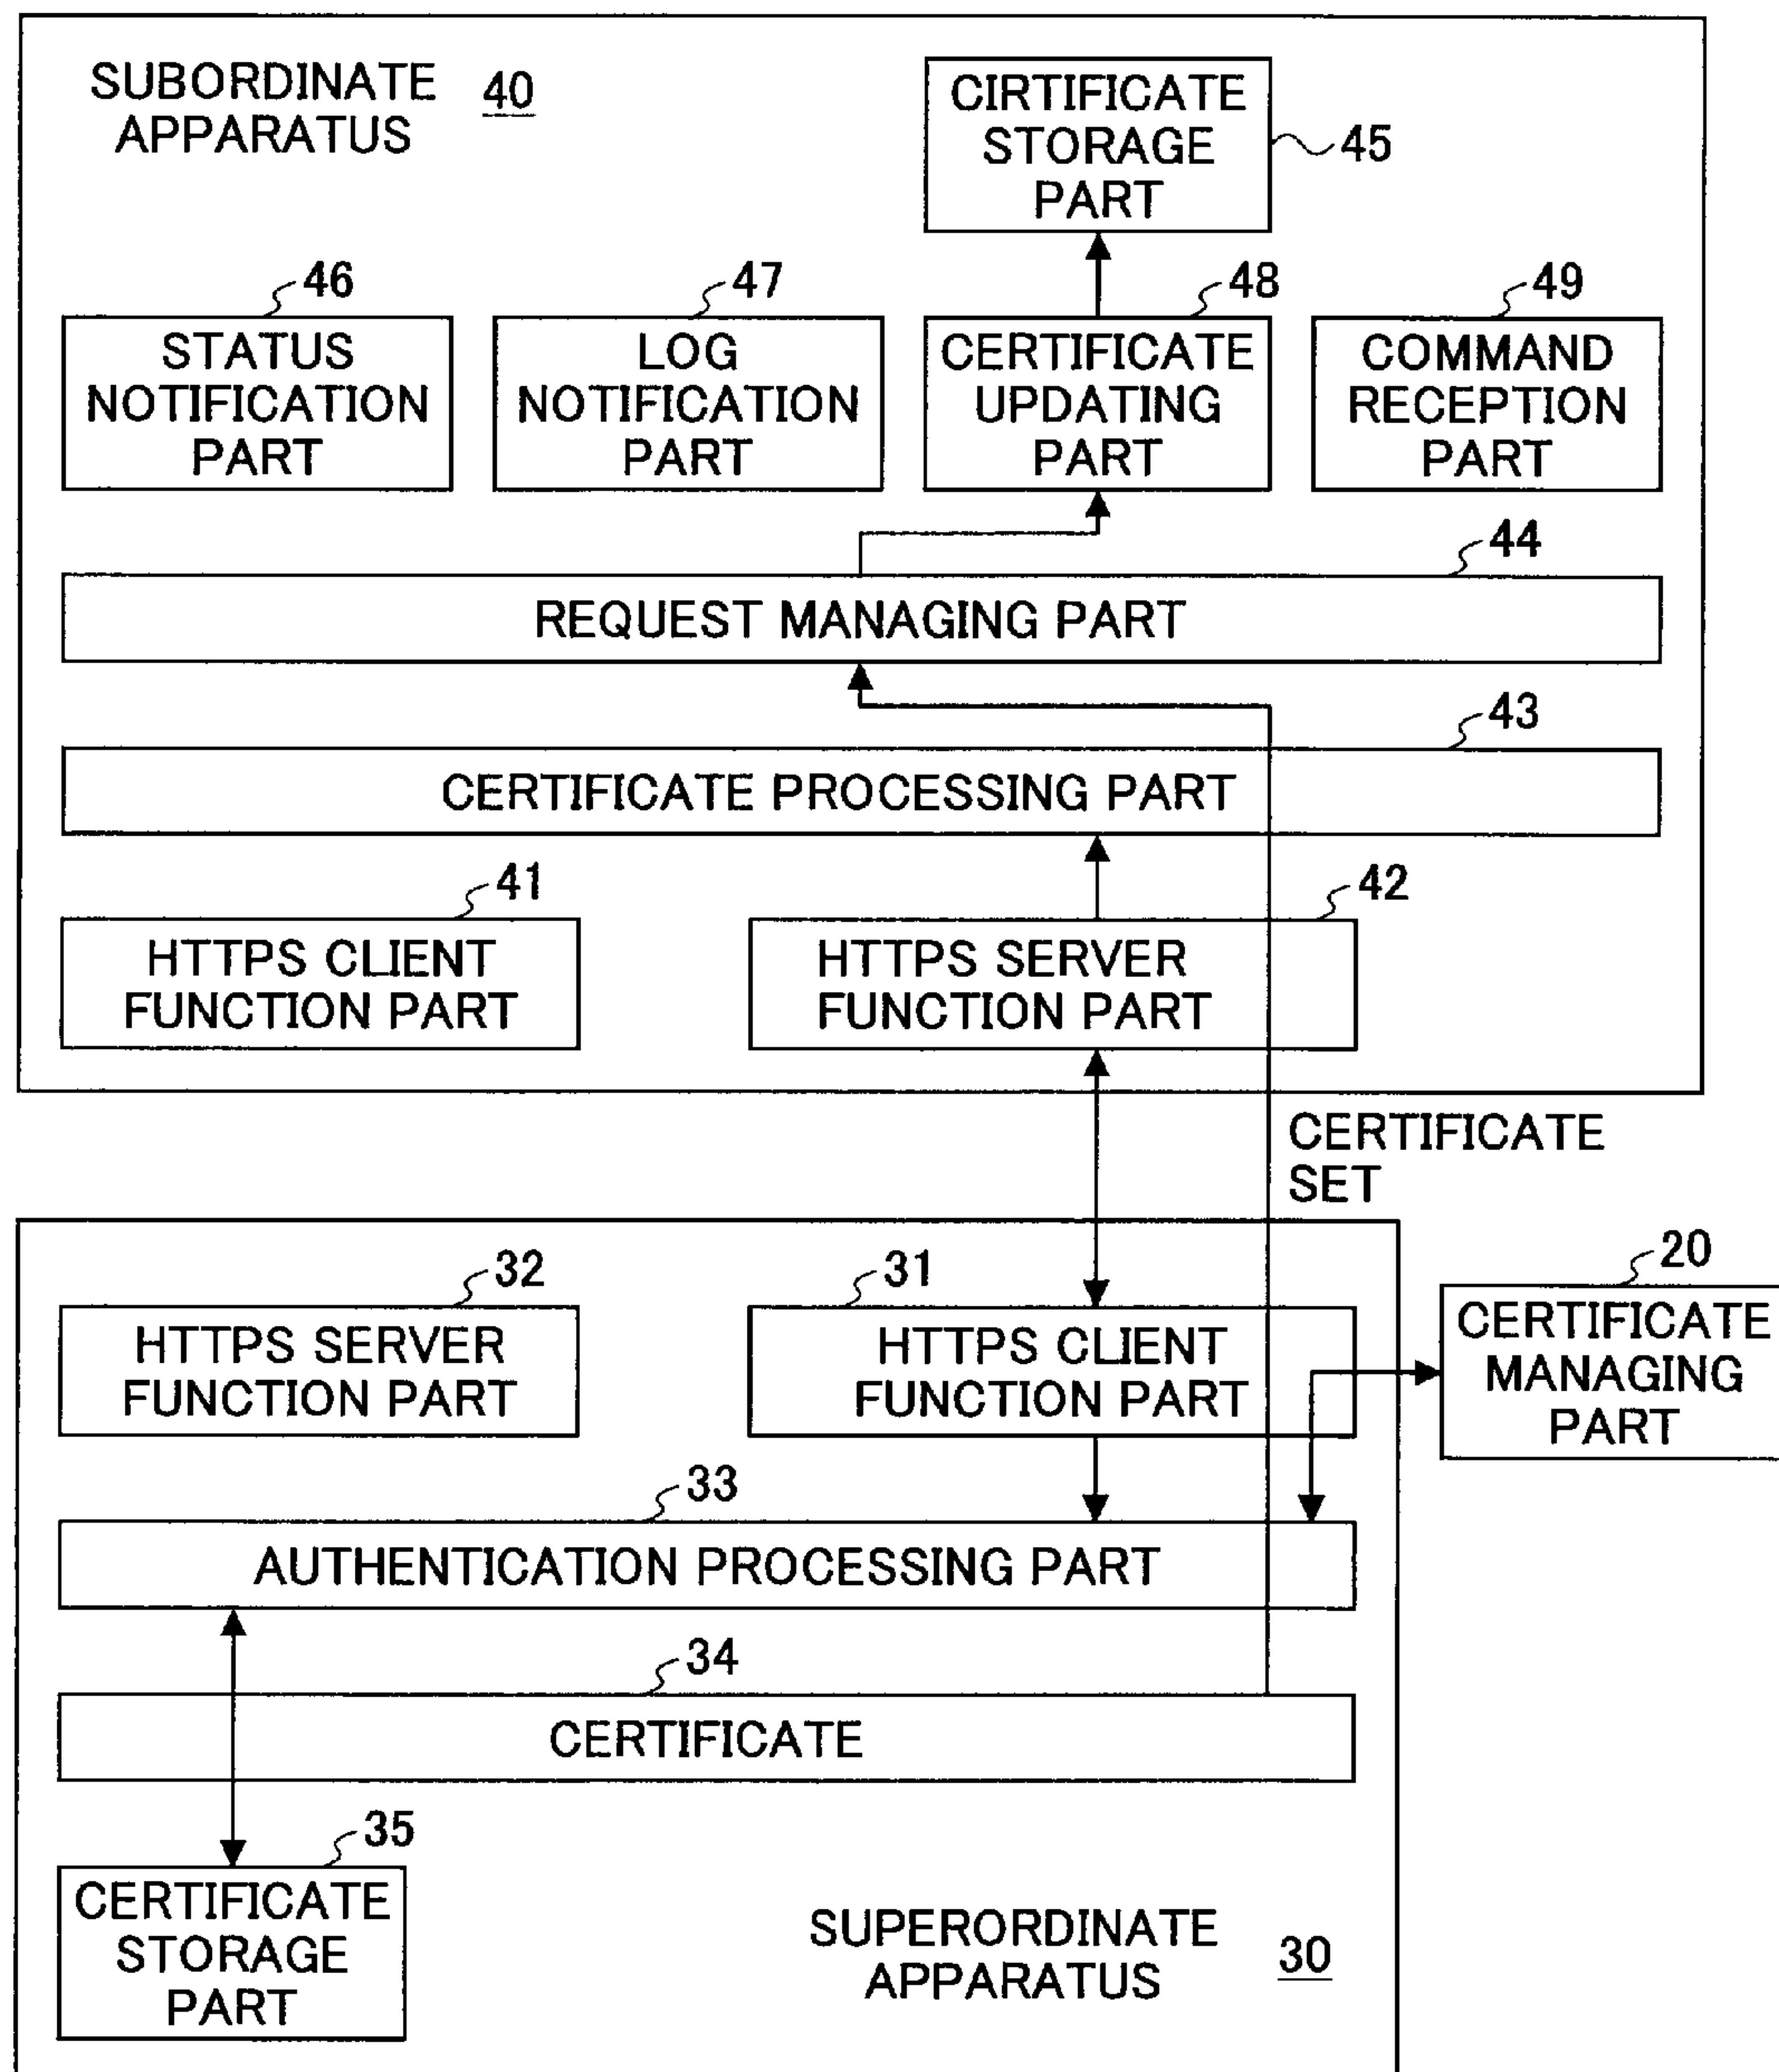 SUBORDINATE
APPARATUS
40
CIRTIFICATE
STORAGE
PART
45
46
STATUS
NOTIFICATION
PART
47
LOG
NOTIFICATION
PART
48
CERTIFICATE
UPDATING
PART
49
COMMAND
RECEPTION
PART
44
REQUEST MANAGING PART
43
CERTIFICATE PROCESSING PART
41
HTTPS CLIENT
FUNCTION PART
42
HTTPS SERVER
FUNCTION PART
CERTIFICATE
SET
32
HTTPS SERVER
FUNCTION PART
31
HTTPS CLIENT
FUNCTION PART
20
CERTIFICATE
MANAGING
PART
33
AUTHENTICATION PROCESSING PART
34
CERTIFICATE
35
CERTIFICATE
STORAGE
PART
SUPERORDINATE
APPARATUS
30